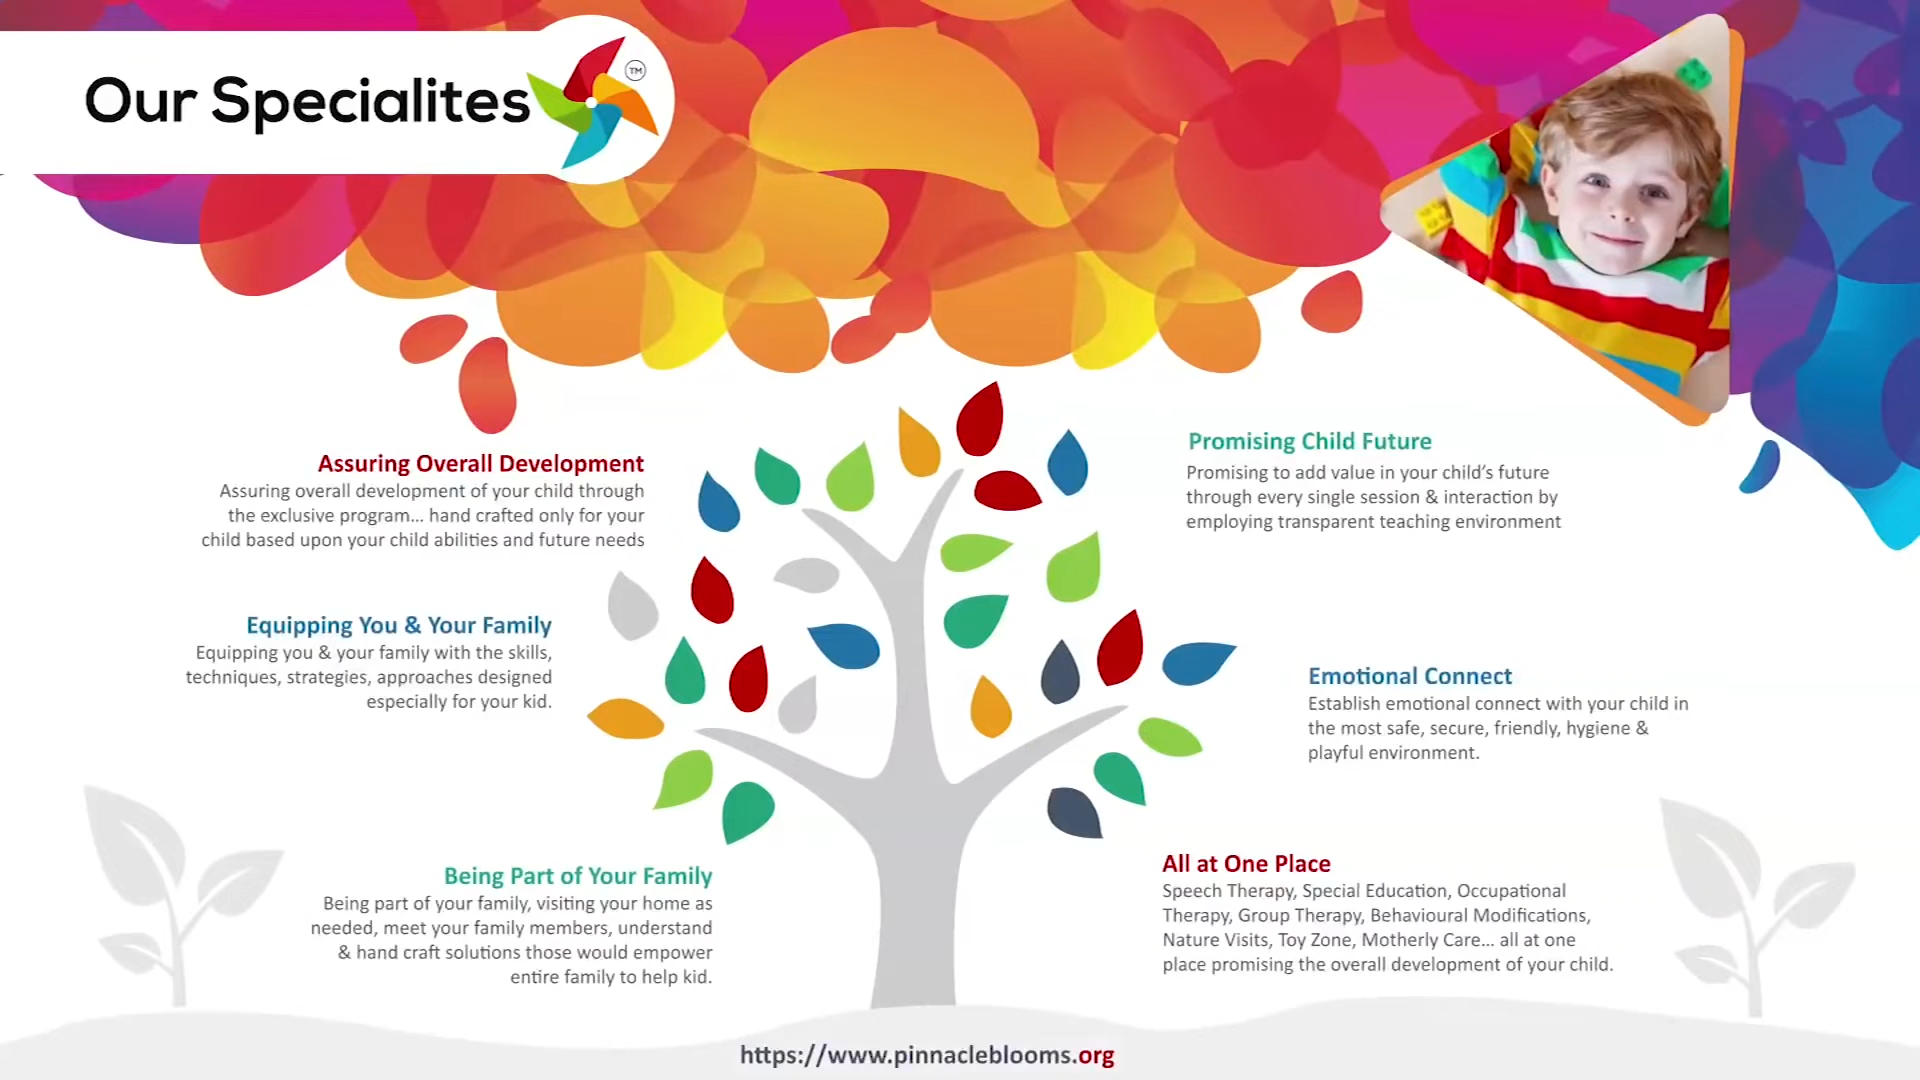 Our Specialites
TM
Assuring Overall Development
Assuring overall development of your child through
the exclusive program... hand crafted only for your
child based upon your child abilities and future needs
Equipping You & Your Family
Equipping you & your family with the skills,
techniques, strategies, approaches designed
especially for your kid.
Being Part of Your Family
Being part of your family, visiting your home as
needed, meet your family members, understand
& hand craft solutions those would empower
entire family to help kid.
Promising Child Future
Promising to add value in your child's future
through every single session & interaction by
employing transparent teaching environment
Emotional Connect
Establish emotional connect with your child in
the most safe, secure, friendly, hygiene &
playful environment.
All at One Place
Speech Therapy, Special Education, Occupational
Therapy, Group Therapy, Behavioural Modifications,
Nature Visits, Toy Zone, Motherly Care... all at one
place promising the overall development of your child.
https://www.pinnacleblooms.org